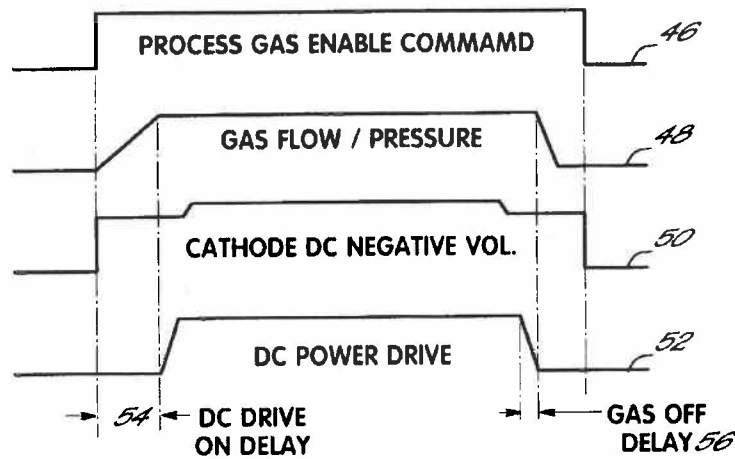 PROCESS GAS ENABLE COMMAMD
46
GAS FLOW / PRESSURE
48
CATHODE DC NEGATIVE VOL.
50
DC POWER DRIVE
52
54
DC DRIVE
ON DELAY
GAS OFF
DELAY 56